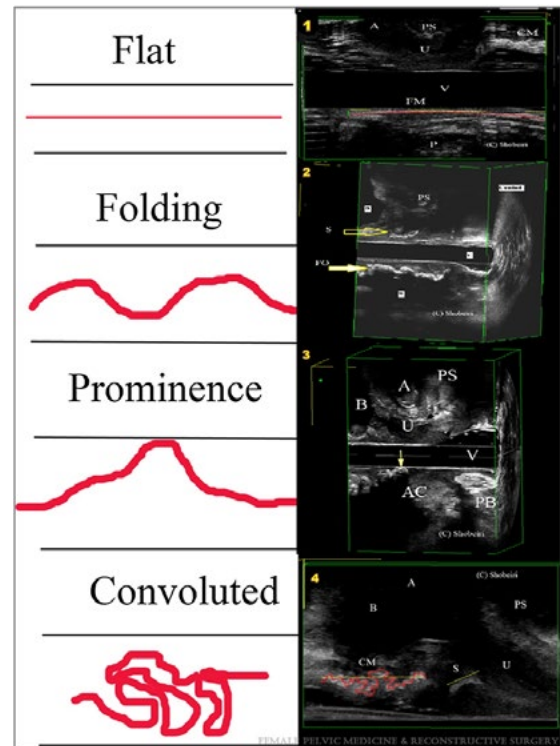 Flat
Folding
Prominence
Convoluted
1
A
PS
CM
U
V
FM
P
(C) Shobeiri
2
PS
S
FO
(C) Shobeiri
3
A
PS
B
U
V
AC
PB
(C) Shobeiri
4
(C) Shobeiri
A
B
PS
CM
S
U
FEMALE PELVIC MEDICINE & RECONSTRUCTIVE SURGERY